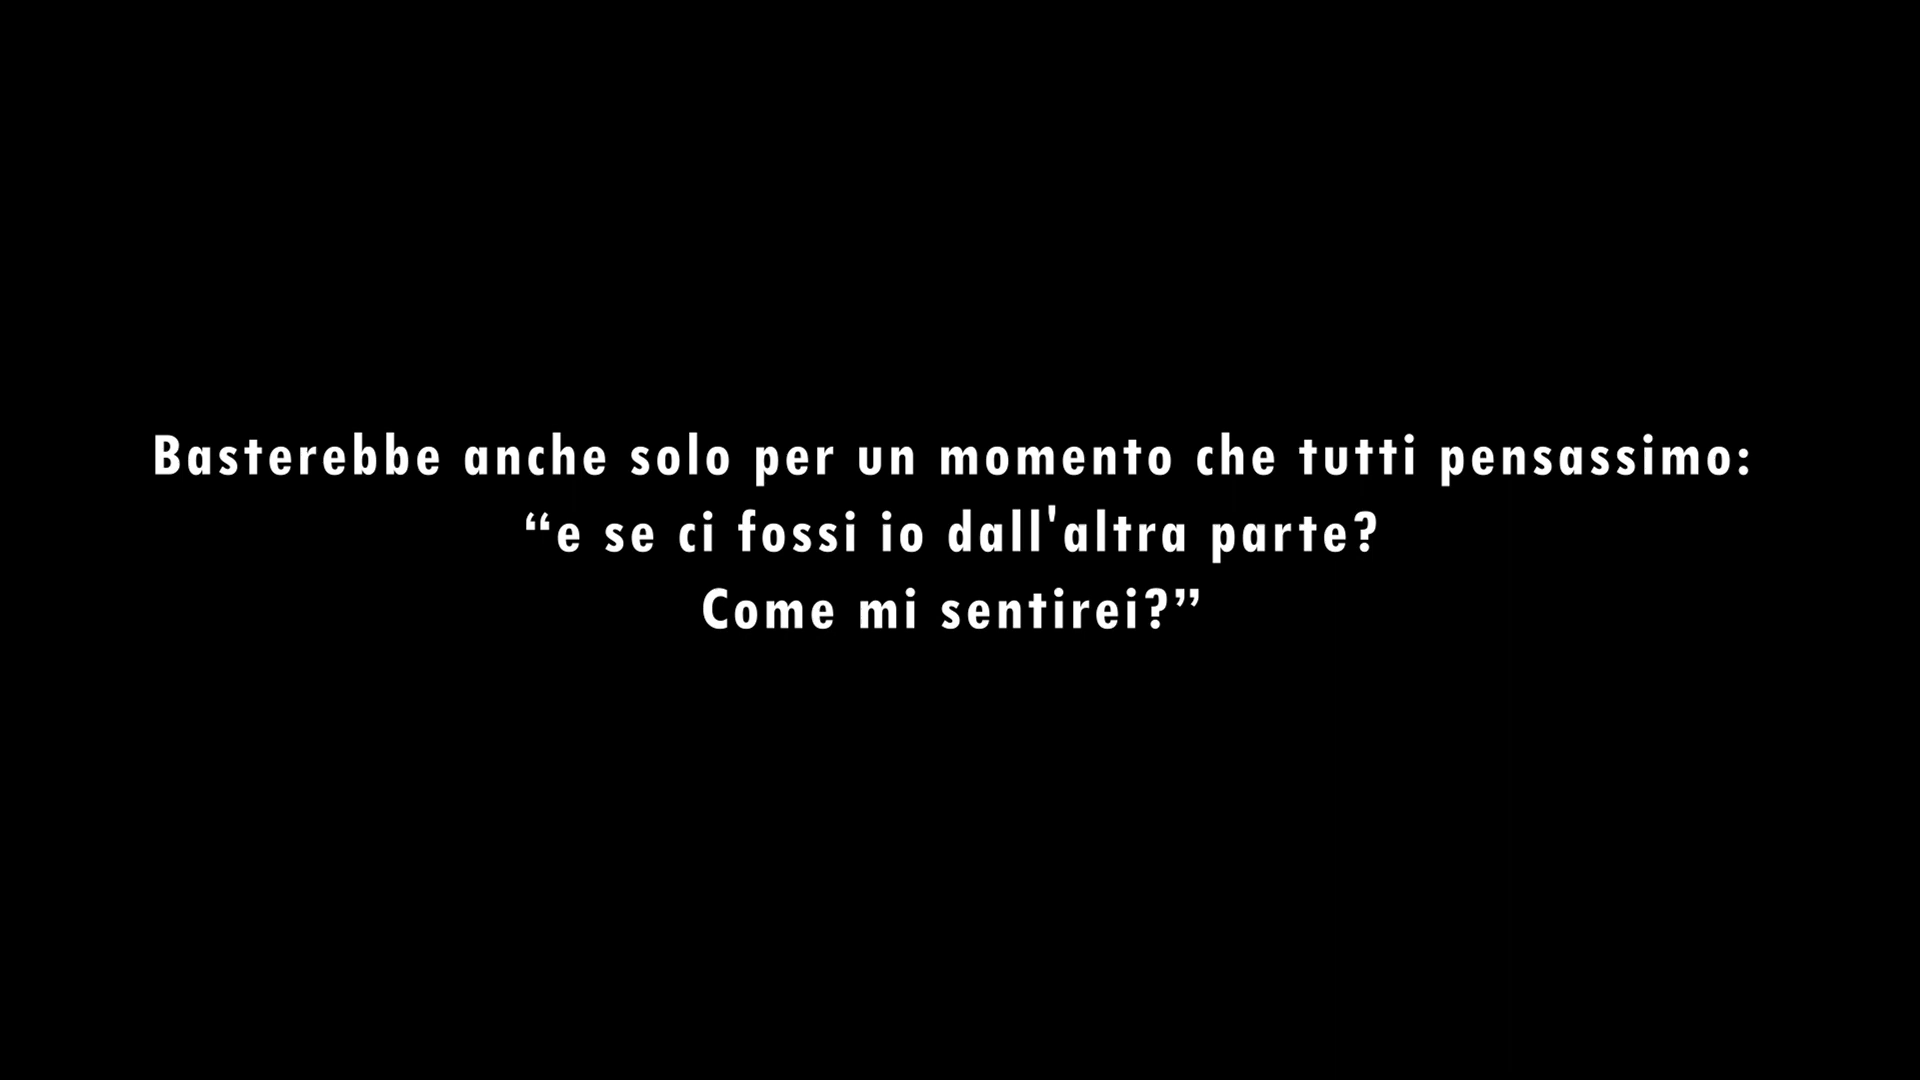 Basterebbe anche solo per un momento che tutti pensassimo:
“e se ci fossi io dall'altra parte?
Come mi sentirei?”